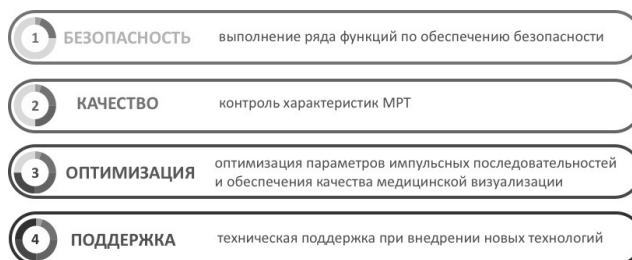 1 БЕЗОПАСНОСТЬ выполнение ряда функций по обеспечению безопасности
2 КАЧЕСТВО контроль характеристик МРТ
3 ОПТИМИЗАЦИЯ оптимизация параметров импульсных последовательностей
и обеспечения качества медицинской визуализации
4 ПОДДЕРЖКА техническая поддержка при внедрении новых технологий